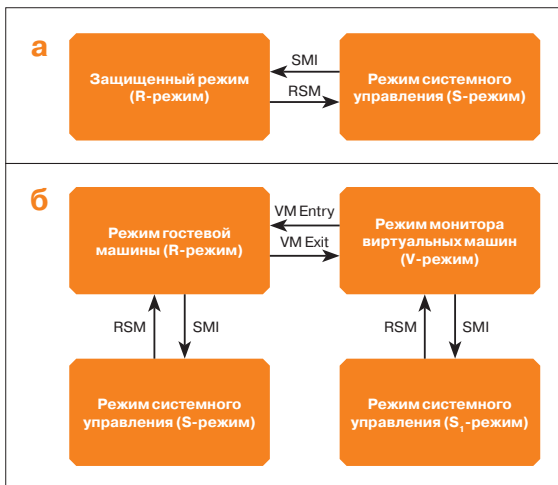 а
Защищенный режим
(R-режим)
SMI
RSM
Режим системного
управления (S-режим)
б
Режим гостевой
машины (R-режим)
VM Entry
VM Exit
Режим монитора
виртуальных машин
(V-режим)
RSM
SMI
RSM
SMI
Режим системного
управления (S-режим)
Режим системного
управления (S₁-режим)